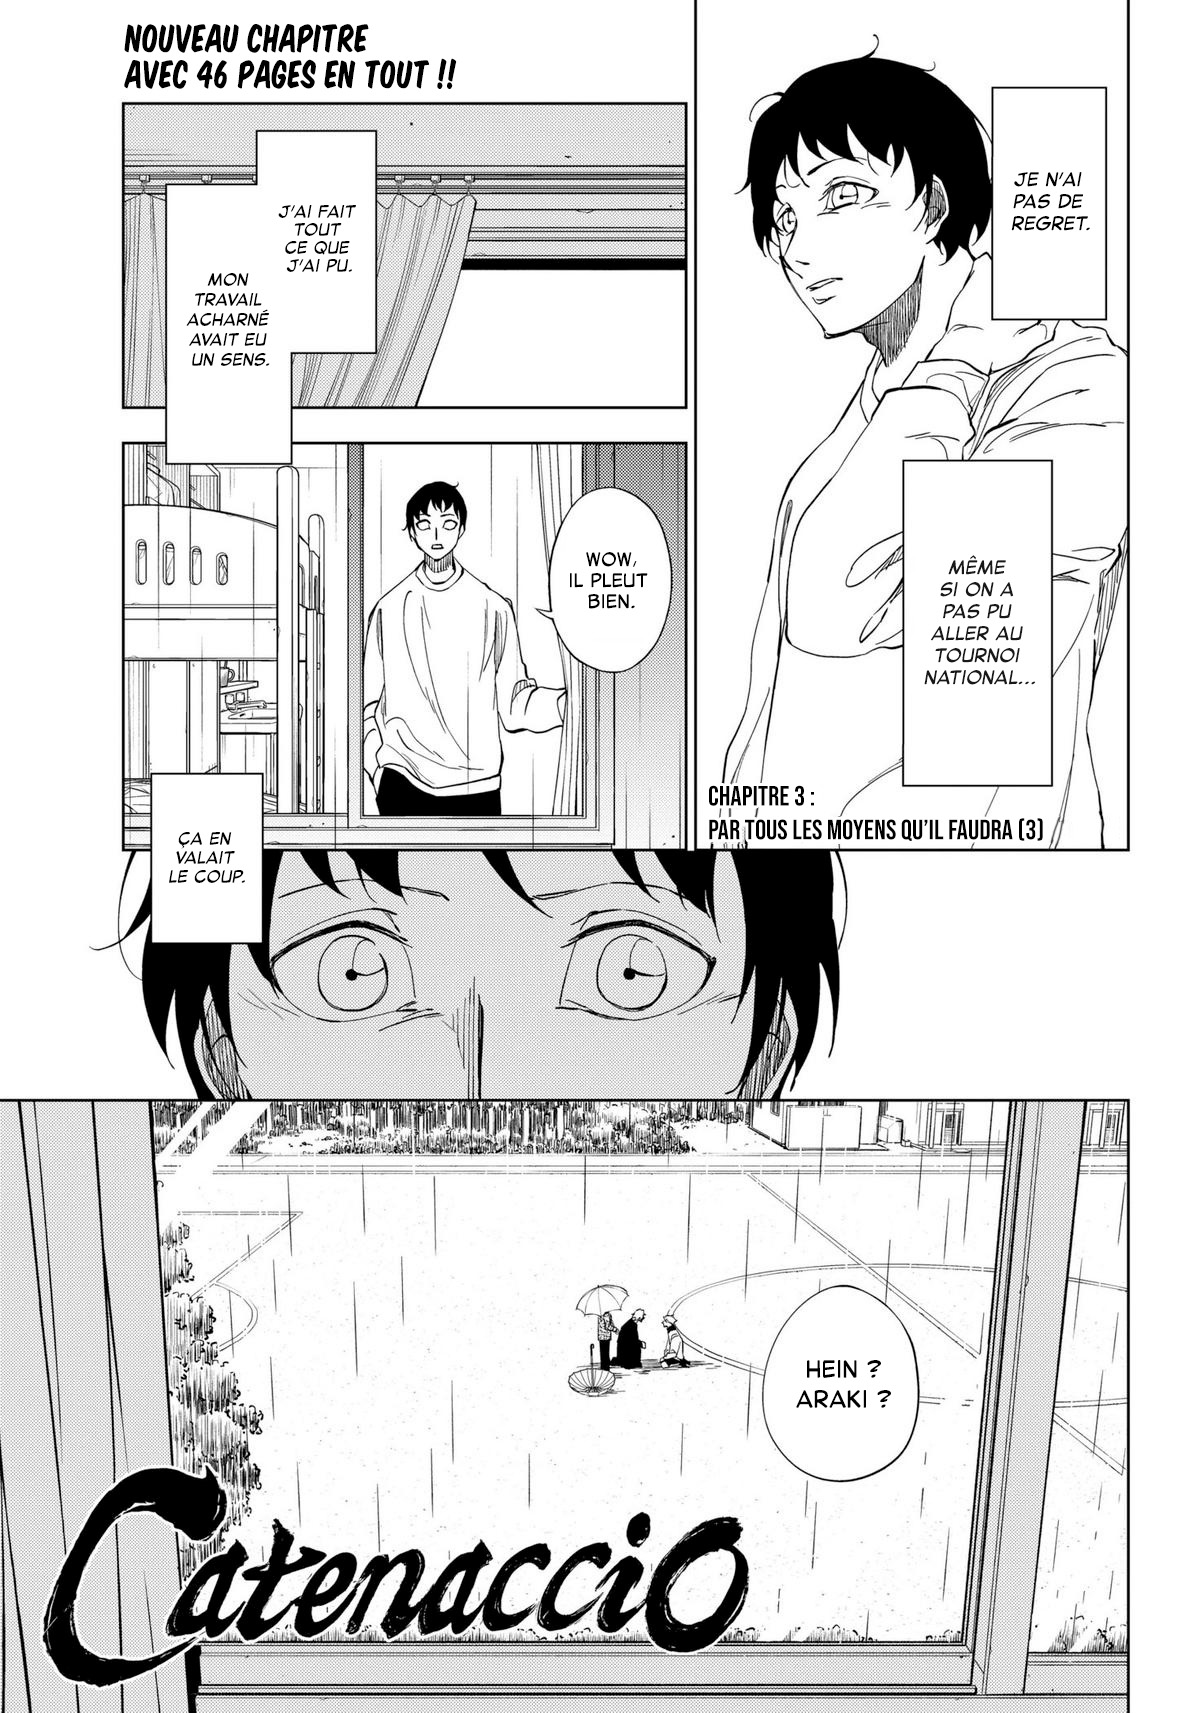 NOUVEAU CHAPITRE
AVEC 46 PAGES EN TOUT !!
JE N'AI
PAS DE
REGRET.
MÊME
SI ON A
PAS PU
ALLER AU
TOURNOI
NATIONAL...
CHAPITRE 3 :
PAR TOUS LES MOYENS QU'IL FAUDRA (3)
J'AI FAIT
TOUT
CE QUE
J'AI PU.
MON
TRAVAIL
ACHARNÉ
AVAIT EU
UN SENS.
WOW,
IL PLEUT
BIEN.
ÇA EN
VALAIT
LE COUP.
HEIN ?
ARAKI ?
Catenaccio